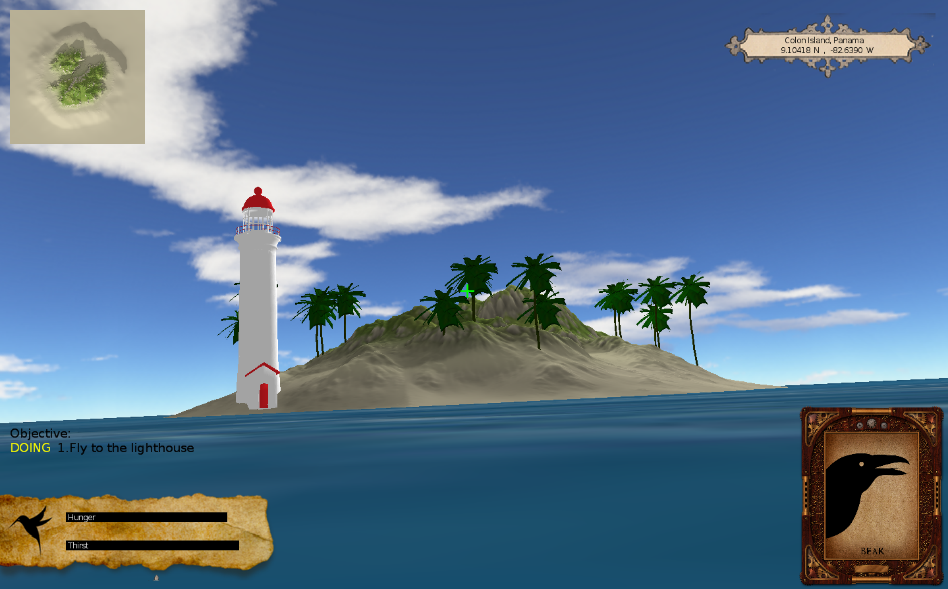 Colon Island, Panama
9.10418 N , -82.6390 W
Objective:
DOING 1.Fly to the lighthouse
Hunger
Thirst
BEAK